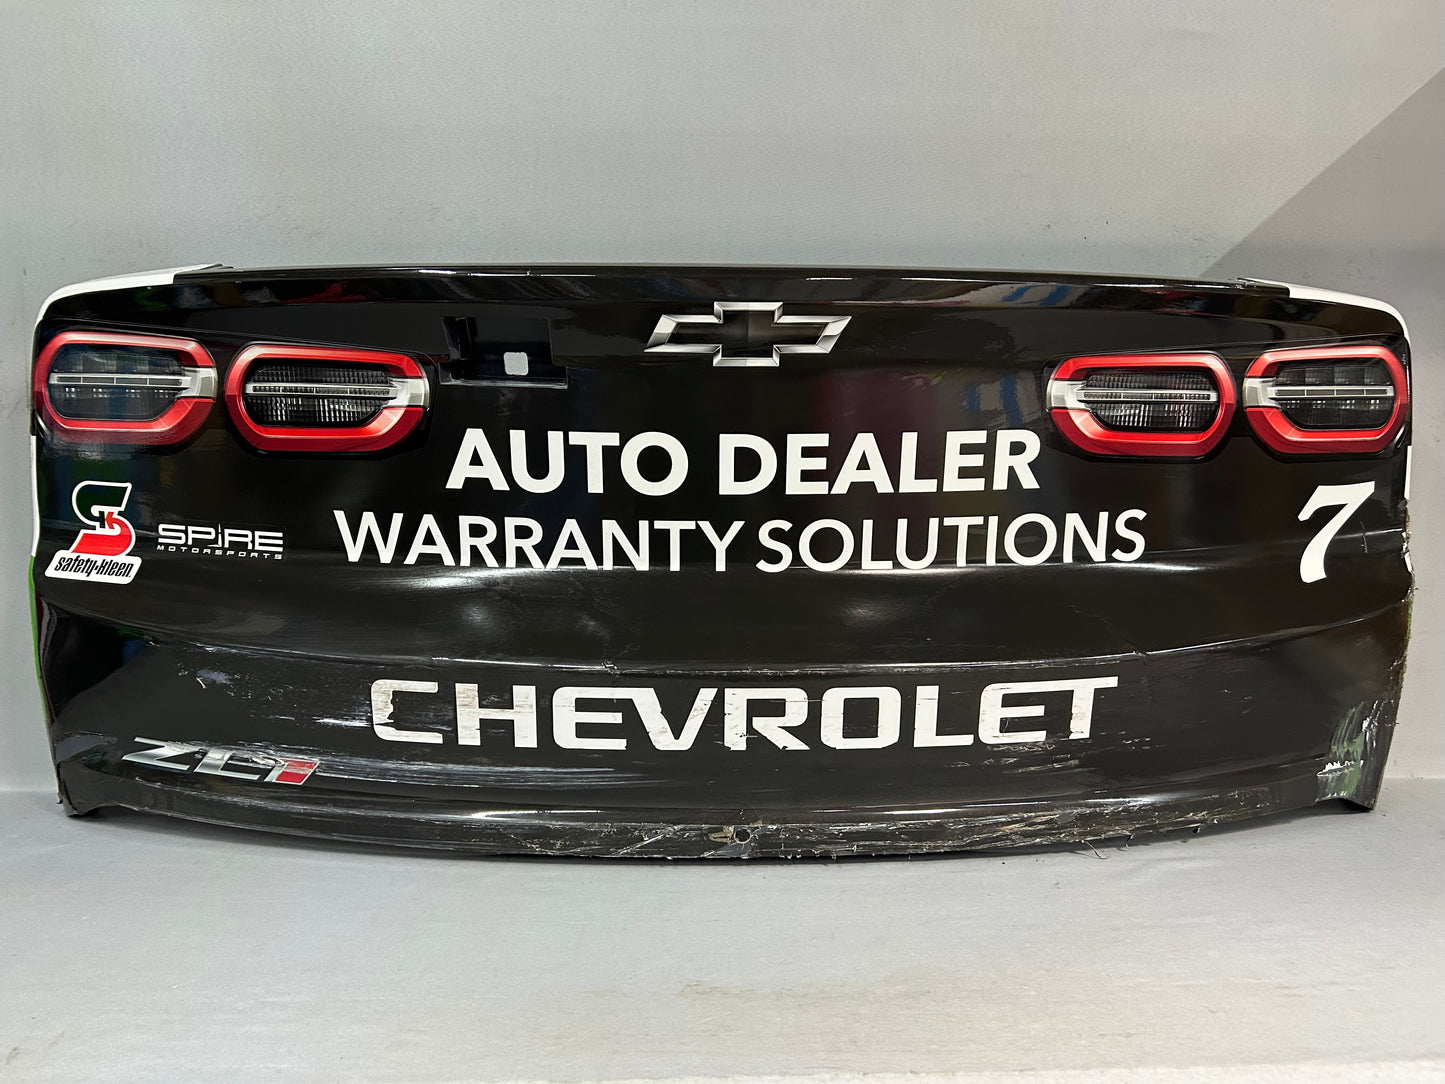 AUTO DEALER
WARRANTY SOLUTIONS
7
safety-kleen
SPIRE
MOTORSPORTS
CHEVROLET
ZL1